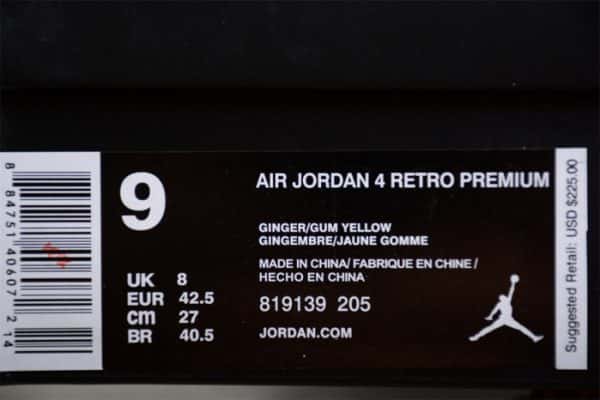 9
AIR JORDAN 4 RETRO PREMIUM
GINGER/GUM YELLOW
GINGEMBRE/JAUNE GOMME
MADE IN CHINA/ FABRIQUE EN CHINE /
HECHO EN CHINA
819139 205
JORDAN.COM
UK 8
EUR 42.5
cm 27
BR 40.5
8 84751 40607 2 14
Suggested Retail: USD $225.00